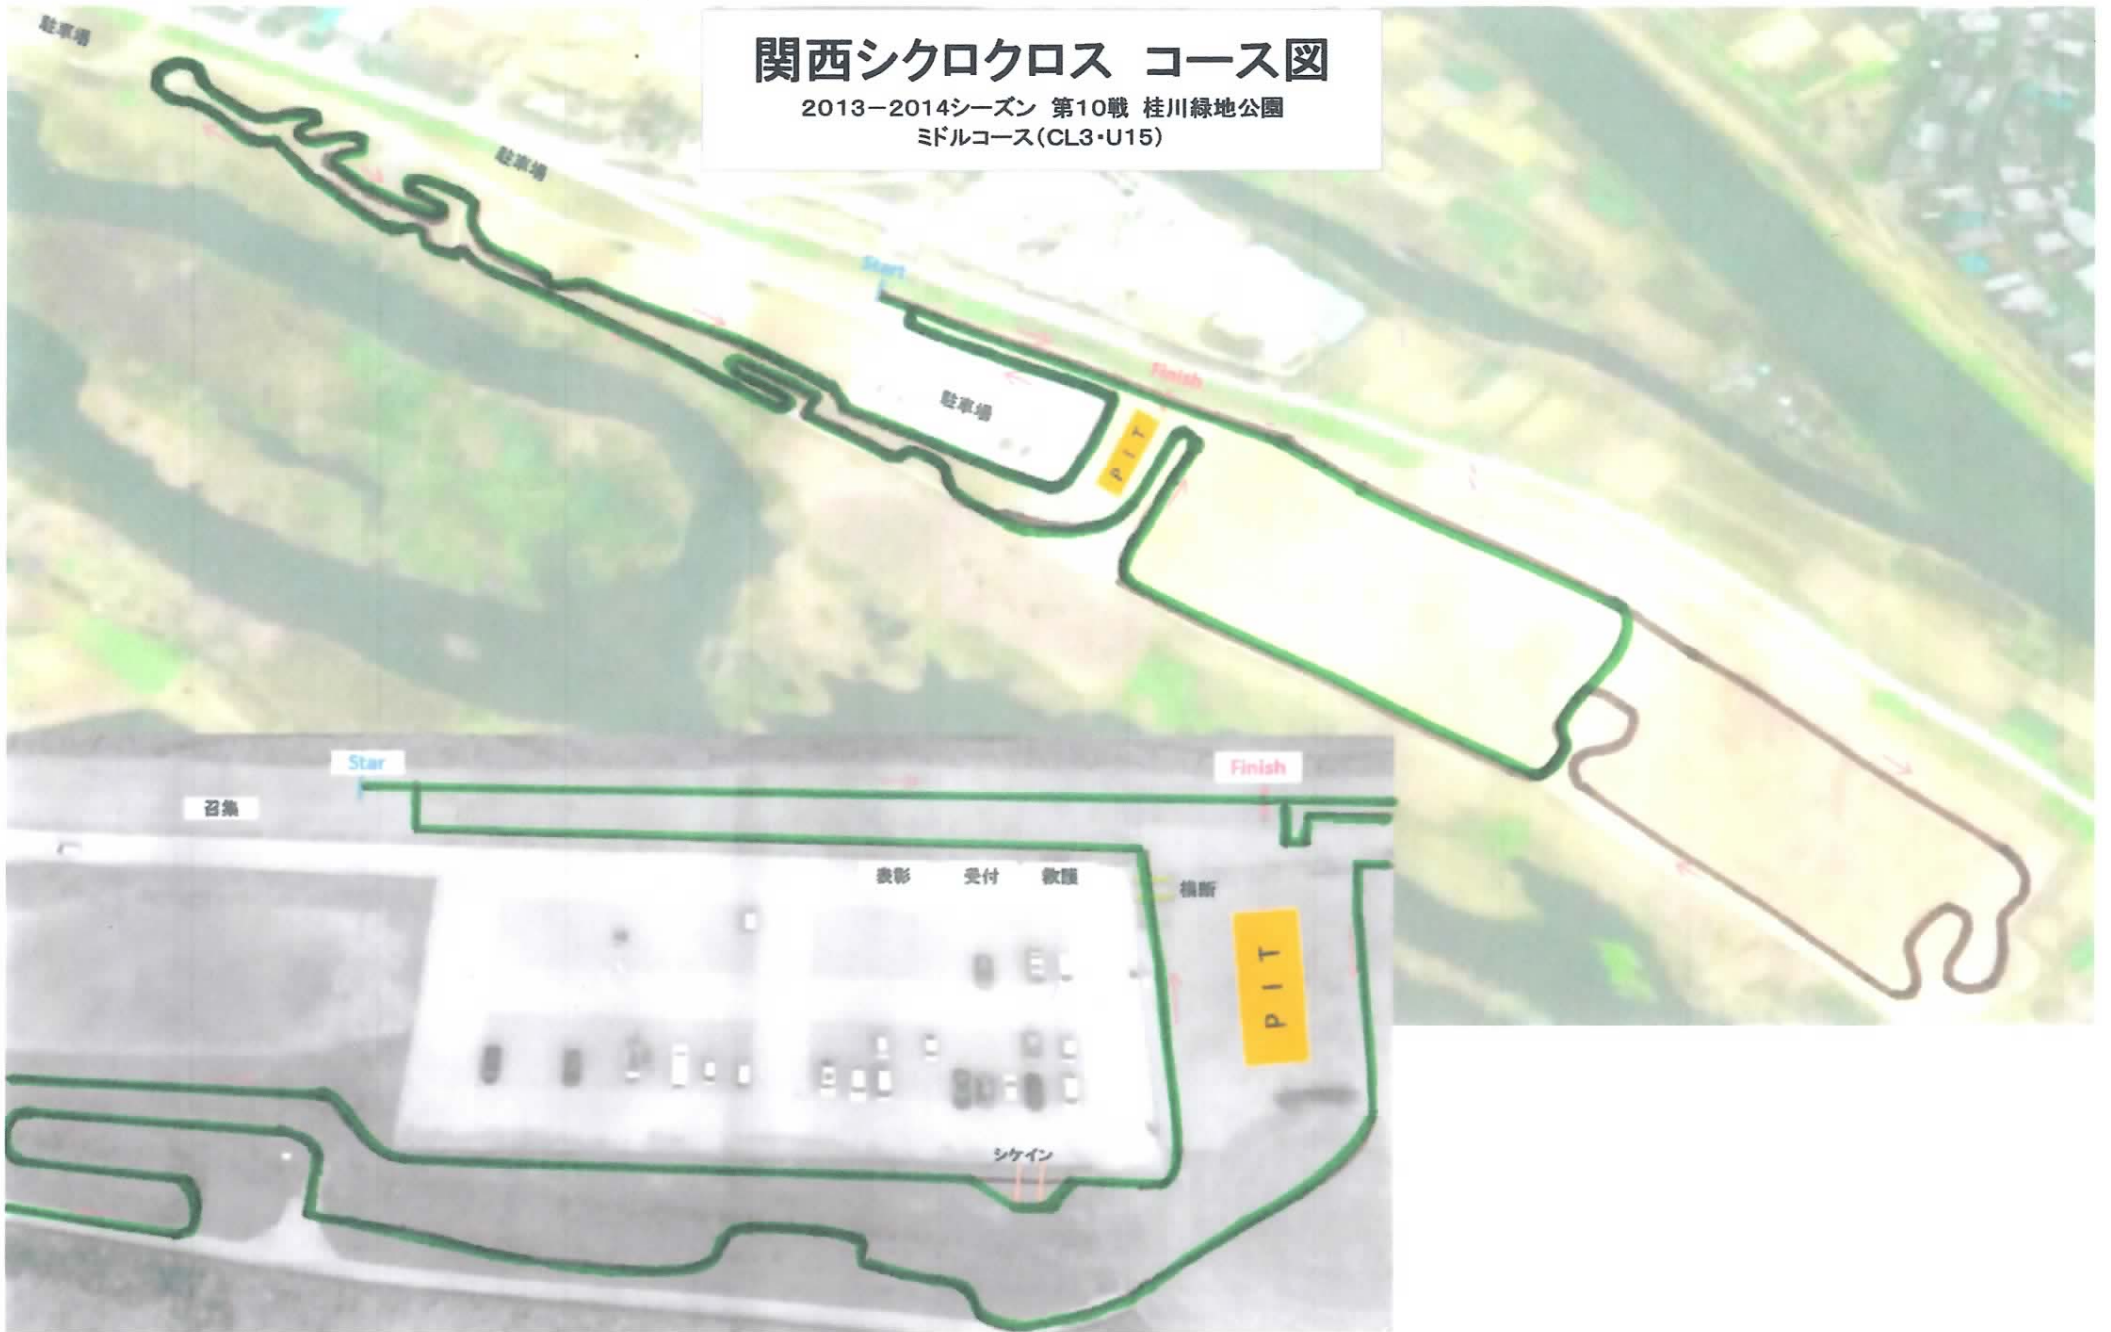 関西シクロクロス コース図
2013−2014シーズン 第10戦 桂川緑地公園
ミドルコース(CL3・U15)
駐車場
駐車場
Start
Finish
駐車場
PIT
Star
Finish
召集
表彰 受付 救護
横断
PIT
シケイン